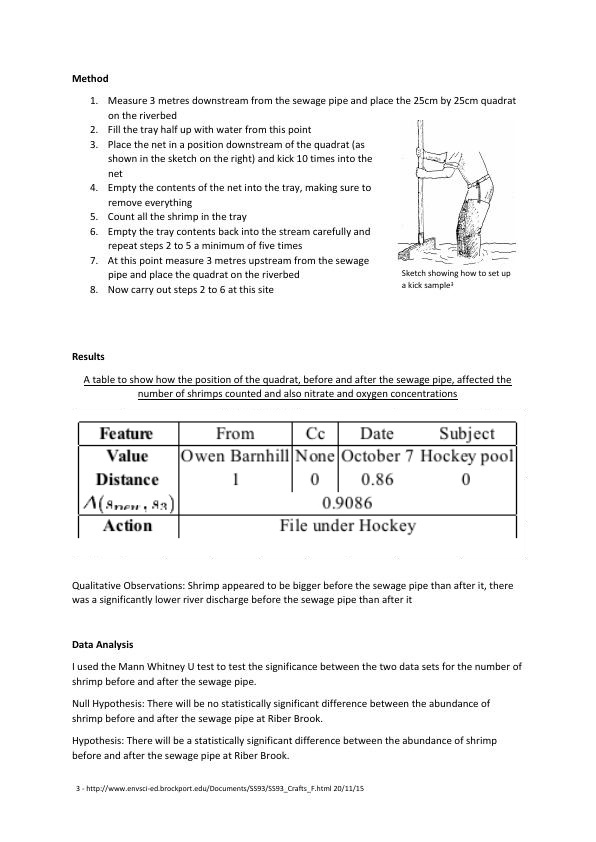 Method
1. Measure 3 metres downstream from the sewage pipe and place the 25cm by 25cm quadrat
on the riverbed
2. Fill the tray half up with water from this point
3. Place the net in a position downstream of the quadrat (as
shown in the sketch on the right) and kick 10 times into the
net
4. Empty the contents of the net into the tray, making sure to
remove everything
5. Count all the shrimp in the tray
6. Empty the tray contents back into the stream carefully and
repeat steps 2 to 5 a minimum of five times
7. At this point measure 3 metres upstream from the sewage
pipe and place the quadrat on the riverbed
8. Now carry out steps 2 to 6 at this site
Sketch showing how to set up
a kick sample³
Results
A table to show how the position of the quadrat, before and after the sewage pipe, affected the
number of shrimps counted and also nitrate and oxygen concentrations
Feature From Cc Date Subject
Value Owen Barnhill None October 7 Hockey pool
Distance 1 0 0.86 0
0.9086
Action File under Hockey
Qualitative Observations: Shrimp appeared to be bigger before the sewage pipe than after it, there
was a significantly lower river discharge before the sewage pipe than after it
Data Analysis
I used the Mann Whitney U test to test the significance between the two data sets for the number of
shrimp before and after the sewage pipe.
Null Hypothesis: There will be no statistically significant difference between the abundance of
shrimp before and after the sewage pipe at Riber Brook.
Hypothesis: There will be a statistically significant difference between the abundance of shrimp
before and after the sewage pipe at Riber Brook.
3 - http://www.envsci-ed.brockport.edu/Documents/SS93/SS93_Crafts_F.html 20/11/15